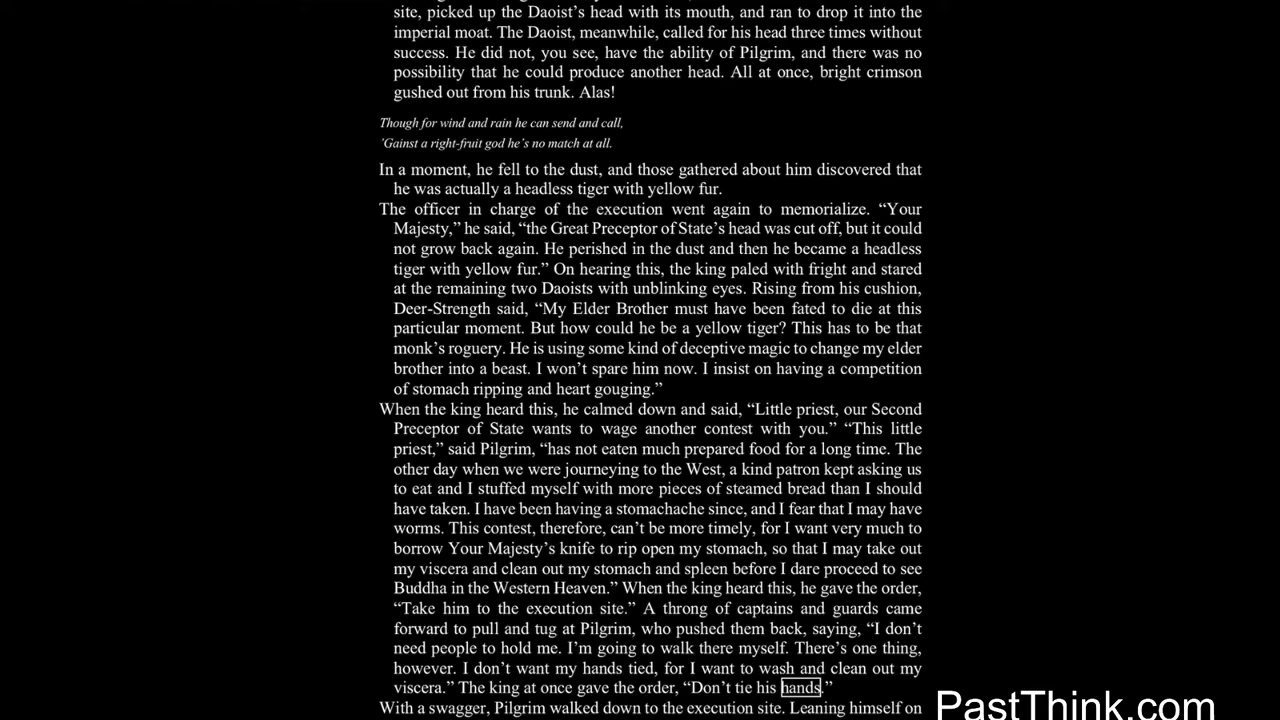 site, picked up the Daoist’s head with its mouth, and ran to drop it into the
imperial moat. The Daoist, meanwhile, called for his head three times without
success. He did not, you see, have the ability of Pilgrim, and there was no
possibility that he could produce another head. All at once, bright crimson
gushed out from his trunk. Alas!
Though for wind and rain he can send and call,
’Gainst a right-fruit god he’s no match at all.
In a moment, he fell to the dust, and those gathered about him discovered that
he was actually a headless tiger with yellow fur.
The officer in charge of the execution went again to memorialize. “Your
Majesty,” he said, “the Great Preceptor of State’s head was cut off, but it could
not grow back again. He perished in the dust and then he became a headless
tiger with yellow fur.” On hearing this, the king paled with fright and stared
at the remaining two Daoists with unblinking eyes. Rising from his cushion,
Deer-Strength said, “My Elder Brother must have been fated to die at this
particular moment. But how could he be a yellow tiger? This has to be that
monk’s roguery. He is using some kind of deceptive magic to change my elder
brother into a beast. I won’t spare him now. I insist on having a competition
of stomach ripping and heart gouging.”
When the king heard this, he calmed down and said, “Little priest, our Second
Preceptor of State wants to wage another contest with you.” “This little
priest,” said Pilgrim, “has not eaten much prepared food for a long time. The
other day when we were journeying to the West, a kind patron kept asking us
to eat and I stuffed myself with more pieces of steamed bread than I should
have taken. I have been having a stomachache since, and I fear that I may have
worms. This contest, therefore, can’t be more timely, for I want very much to
borrow Your Majesty’s knife to rip open my stomach, so that I may take out
my viscera and clean out my stomach and spleen before I dare proceed to see
Buddha in the Western Heaven.” When the king heard this, he gave the order,
“Take him to the execution site.” A throng of captains and guards came
forward to pull and tug at Pilgrim, who pushed them back, saying, “I don’t
need people to hold me. I’m going to walk there myself. There’s one thing,
however. I don’t want my hands tied, for I want to wash and clean out my
viscera.” The king at once gave the order, “Don’t tie his hands.”
With a swagger, Pilgrim walked down to the execution site. Leaning himself on
PastThink.com